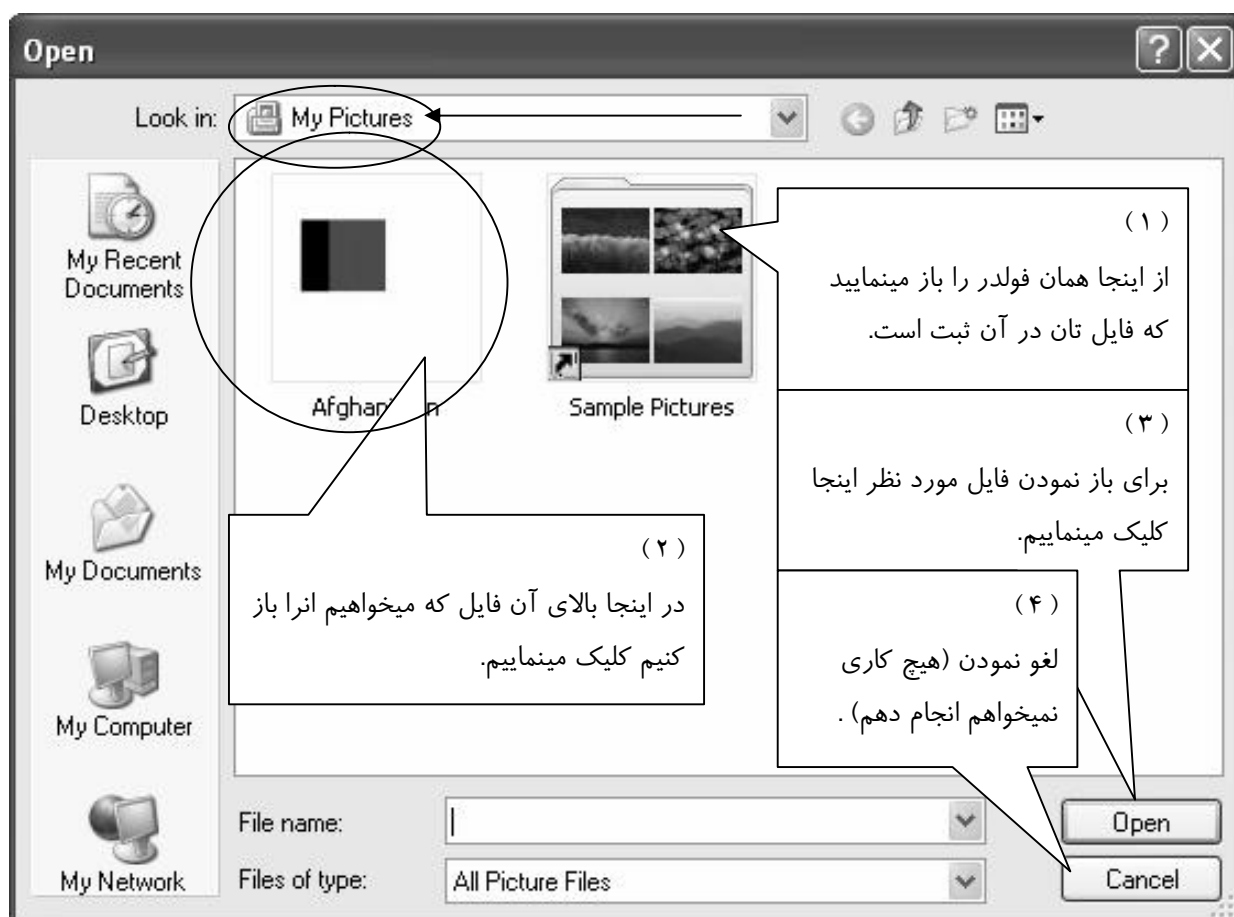 Open
Look in:
My Pictures
My Recent
Documents
Desktop
My Documents
My Computer
My Network
Sample Pictures
( ۱ )
از اینجا همان فولدر را باز مینمایید
که فایل تان در آن ثبت است.
( ۲ )
در اینجا بالای آن فایل که میخواهیم انرا باز
کنیم کلیک مینماییم.
( ۳ )
برای باز نمودن فایل مورد نظر اینجا
کلیک مینماییم.
( ۴ )
لغو نمودن (هیچ کاری
نمیخواهم انجام دهم) .
File name:
Open
Files of type:
All Picture Files
Cancel